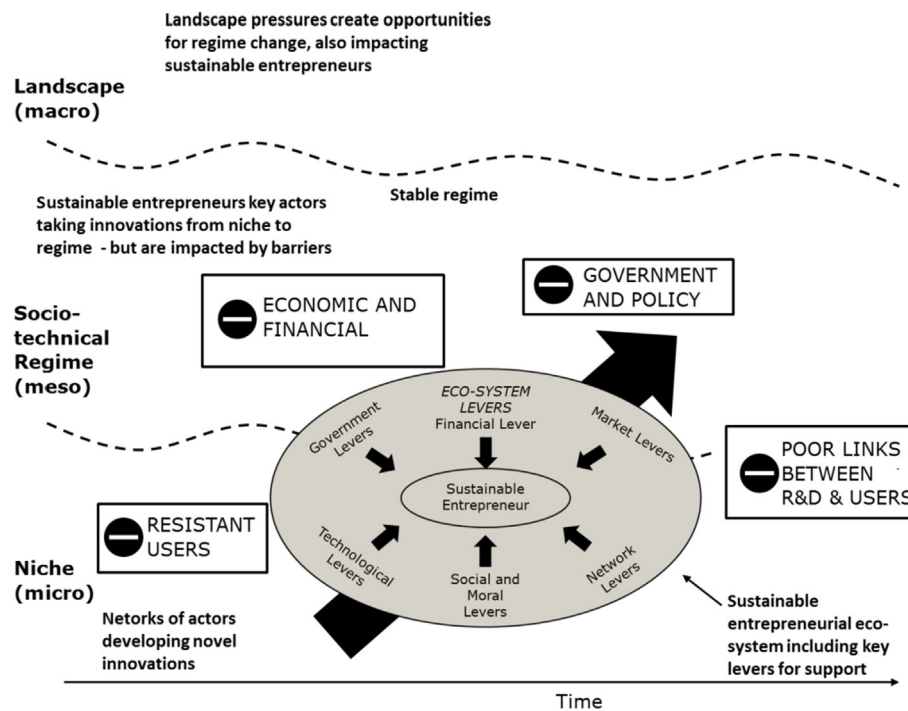 Landscape pressures create opportunities
for regime change, also impacting
sustainable entrepreneurs
Landscape
(macro)
Stable regime
Sustainable entrepreneurs key actors
taking innovations from niche to
regime - but are impacted by barriers
GOVERNMENT
AND POLICY
ECONOMIC AND
FINANCIAL
Socio-
technical
Regime
(meso)
ECO-SYSTEM
LEVERS
Financial Lever
Government
Levers
Market Levers
POOR LINKS
BETWEEN
R&D & USERS
Sustainable
Entrepreneur
RESISTANT
USERS
Technological
Levers
Social and
Moral
Levers
Network
Levers
Niche
(micro)
Netorks of actors
developing novel
innovations
Sustainable
entrepreneurial eco-
system including key
levers for support
Time